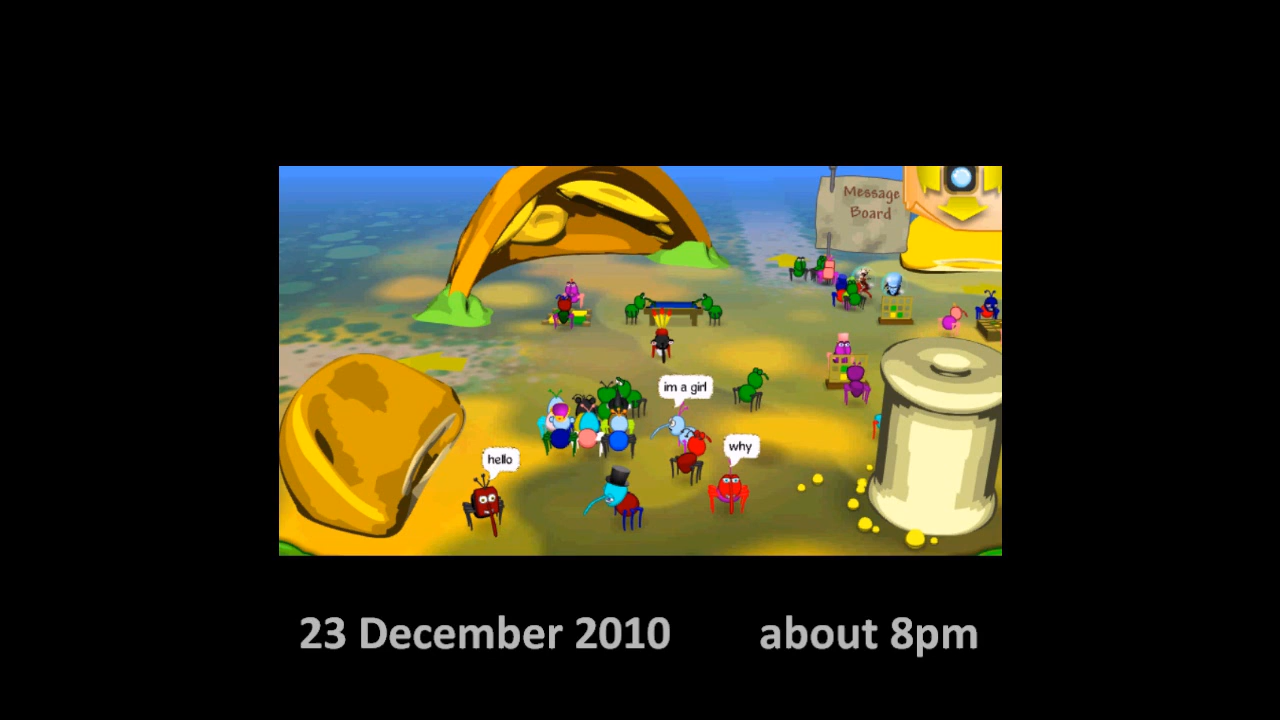 Message
Board
im a girl
why
hello
23 December 2010 about 8pm